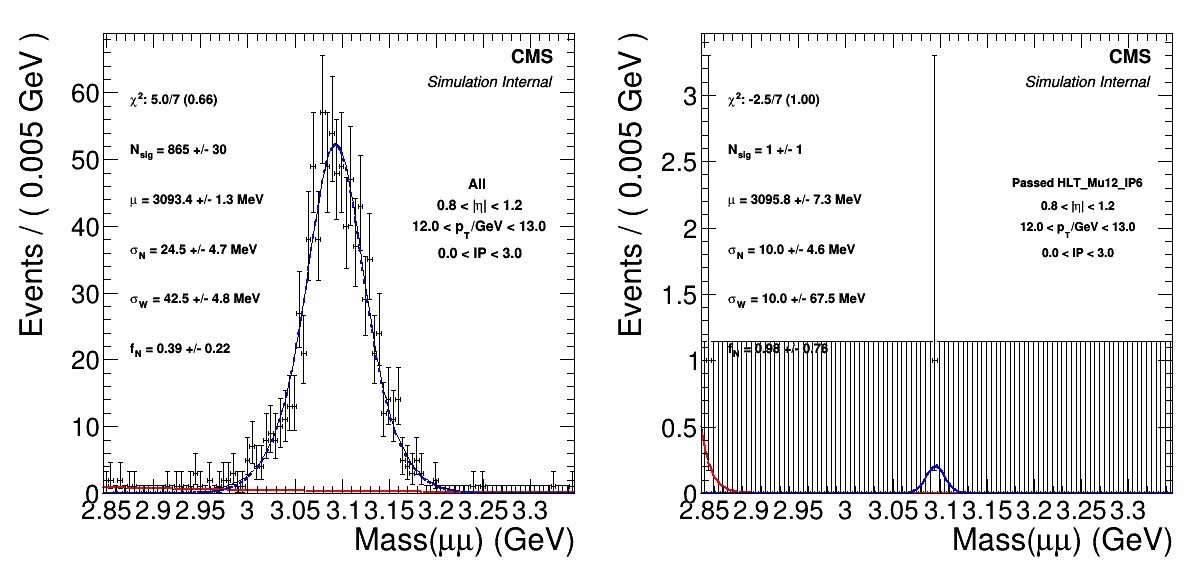 Events / ( 0.005 GeV )
60
50
40
30
20
10
0
CMS
Simulation Internal
χ²: 5.0/7 (0.66)
N_sig = 865 +/- 30
μ = 3093.4 +/- 1.3 MeV
σ_N = 24.5 +/- 4.7 MeV
σ_W = 42.5 +/- 4.8 MeV
f_N = 0.39 +/- 0.22
All
0.8 < |η| < 1.2
12.0 < p_T/GeV < 13.0
0.0 < IP < 3.0
2.85 2.9 2.95 3 3.05 3.1 3.15 3.2 3.25 3.3
Mass(μμ) (GeV)
Events / ( 0.005 GeV )
3
2.5
2
1.5
1
0.5
0
CMS
Simulation Internal
χ²: -2.5/7 (1.00)
N_sig = 1 +/- 1
μ = 3095.8 +/- 7.3 MeV
σ_N = 10.0 +/- 4.6 MeV
σ_W = 10.0 +/- 67.5 MeV
f_N = 0.98 +/- 0.76
Passed HLT_Mu12_IP6
0.8 < |η| < 1.2
12.0 < p_T/GeV < 13.0
0.0 < IP < 3.0
2.85 2.9 2.95 3 3.05 3.1 3.15 3.2 3.25 3.3
Mass(μμ) (GeV)